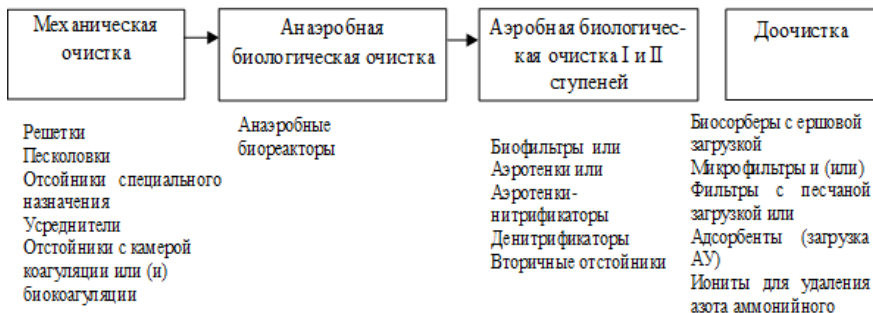 Механическая
очистка
Анаэробная
биологическая очистка
Аэробная биологичес-
кая очистка I и II
ступеней
Доочистка
Решетки
Песколовки
Отсойники специального
назначения
Усреднители
Отстойники с камерой
коагуляции или (и)
биокоагуляции
Анаэробные
биореакторы
Биофильтры или
Аэротенки или
Аэротенки-
нитрификаторы
Денитрификаторы
Вторичные отстойники
Биосорберы с ершовой
загрузкой
Микрофильтры и (или)
Фильтры с песчаной
загрузкой или
Адсорбенты (загрузка
АУ)
Иониты для удаления
азота аммонийного